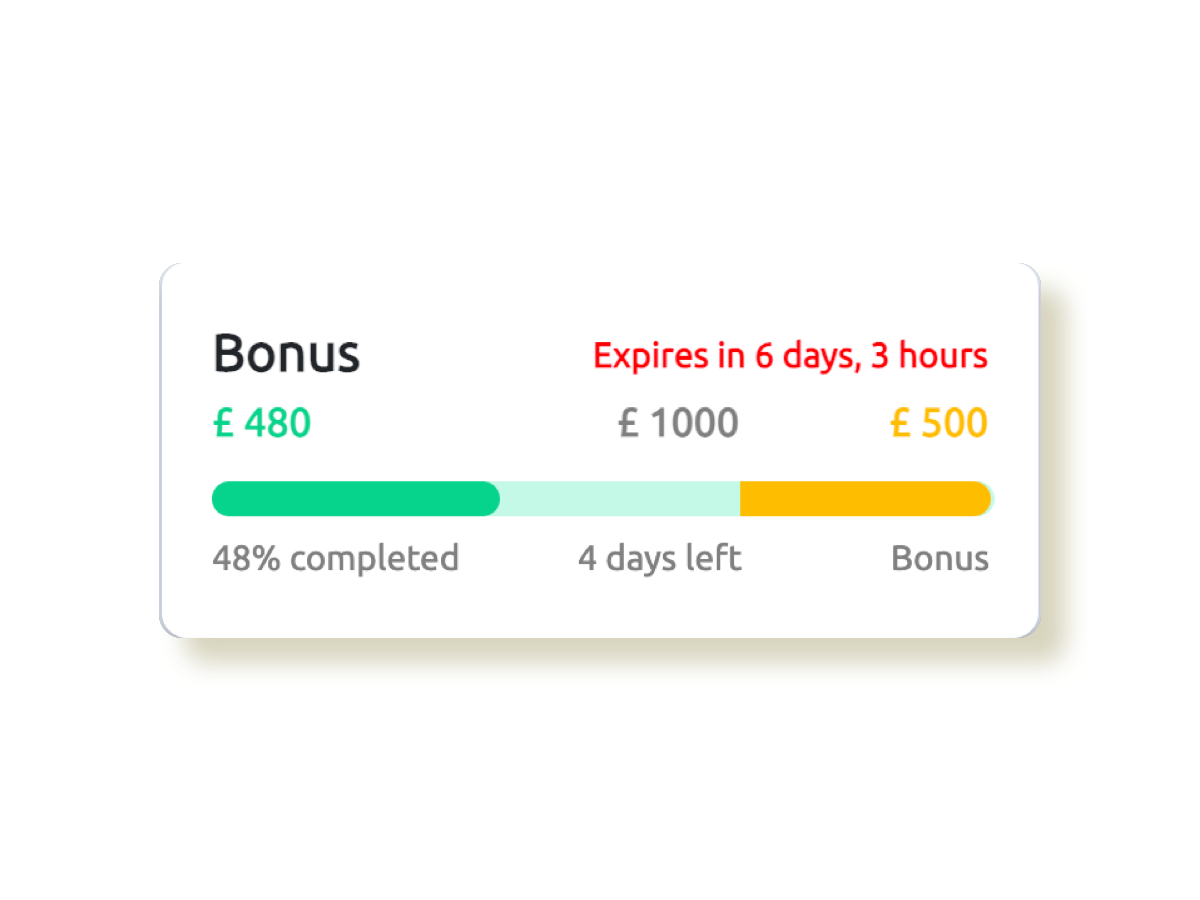 Bonus Expires in 6 days, 3 hours
£ 480 £ 1000 £ 500
48% completed 4 days left Bonus